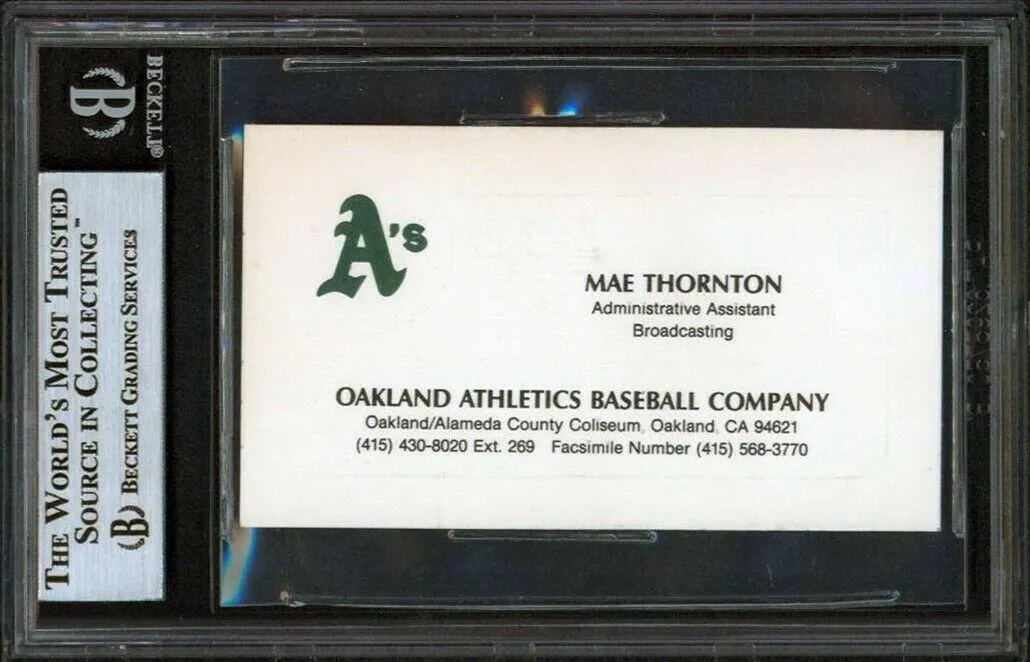 BECKETT®
B
THE WORLD'S MOST TRUSTED
SOURCE IN COLLECTING™
B BECKETT GRADING SERVICES
A's
MAE THORNTON
Administrative Assistant
Broadcasting
OAKLAND ATHLETICS BASEBALL COMPANY
Oakland/Alameda County Coliseum, Oakland, CA 94621
(415) 430-8020 Ext. 269 Facsimile Number (415) 568-3770